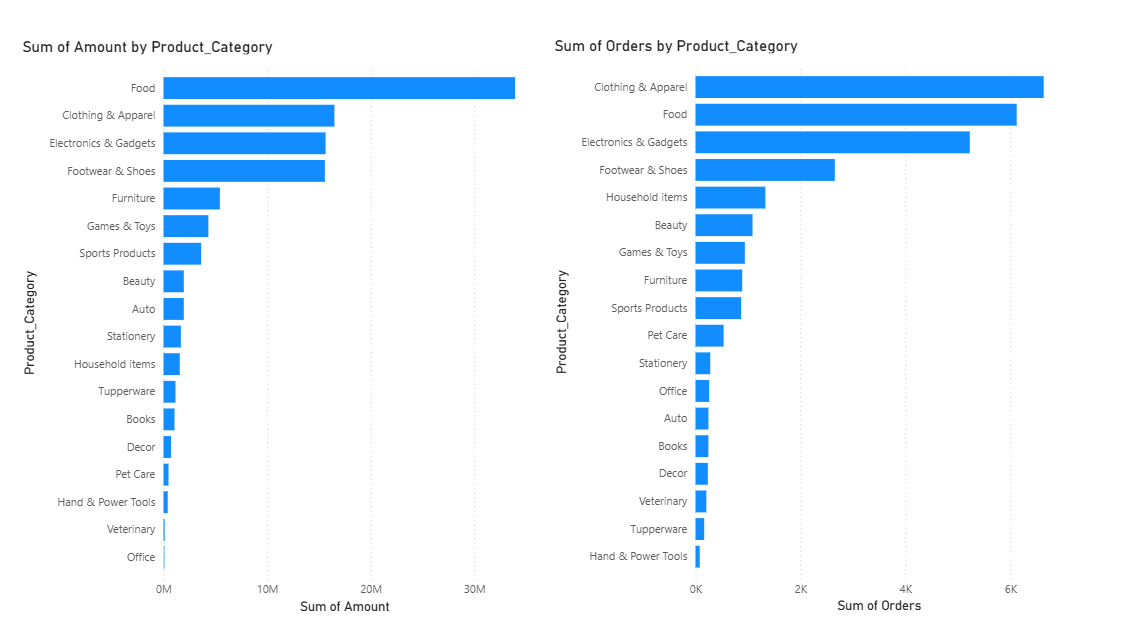 Sum of Amount by Product_Category
Product_Category
Food
Clothing & Apparel
Electronics & Gadgets
Footwear & Shoes
Furniture
Games & Toys
Sports Products
Beauty
Auto
Stationery
Household items
Tupperware
Books
Decor
Pet Care
Hand & Power Tools
Veterinary
Office
0M 10M 20M 30M
Sum of Amount
Sum of Orders by Product_Category
Product_Category
Clothing & Apparel
Food
Electronics & Gadgets
Footwear & Shoes
Household items
Beauty
Games & Toys
Furniture
Sports Products
Pet Care
Stationery
Office
Auto
Books
Decor
Veterinary
Tupperware
Hand & Power Tools
0K 2K 4K 6K
Sum of Orders